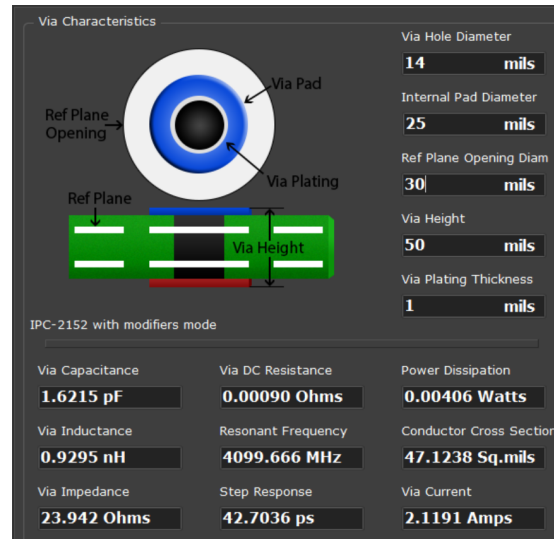 Via Characteristics
Via Hole Diameter
14 mils
Via Pad
Internal Pad Diameter
25 mils
Ref Plane
Opening
Ref Plane Opening Diam
30 mils
Via Plating
Ref Plane
Via Height
50 mils
Via Height
Via Plating Thickness
1 mils
IPC-2152 with modifiers mode
Via Capacitance Via DC Resistance Power Dissipation
1.6215 pF 0.00090 Ohms 0.00406 Watts
Via Inductance Resonant Frequency Conductor Cross Section
0.9295 nH 4099.666 MHz 47.1238 Sq.mils
Via Impedance Step Response Via Current
23.942 Ohms 42.7036 ps 2.1191 Amps